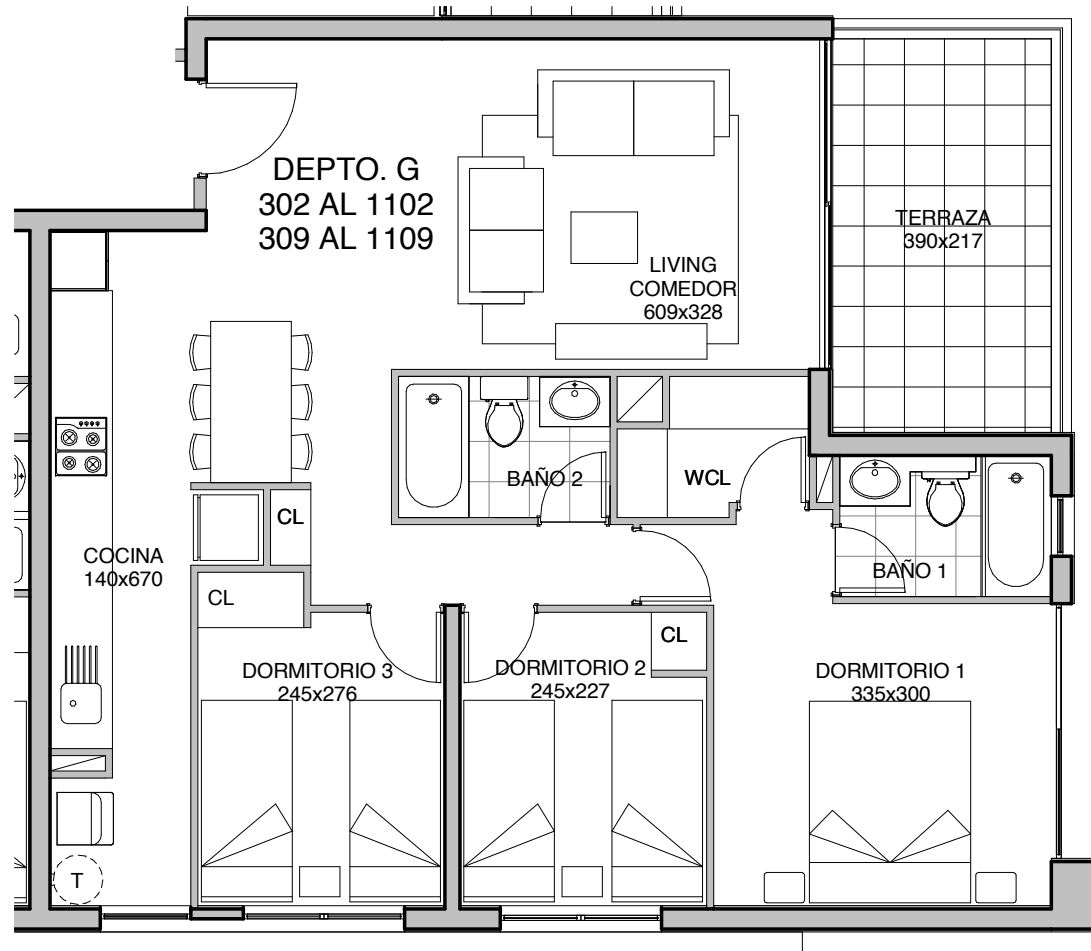 DEPTO. G
302 AL 1102
309 AL 1109
TERRAZA
390x217
LIVING
COMEDOR
609x328
BAÑO 2
WCL
CL
COCINA
140x670
BAÑO 1
CL
CL
DORMITORIO 3
245x276
DORMITORIO 2
245x227
DORMITORIO 1
335x300
T